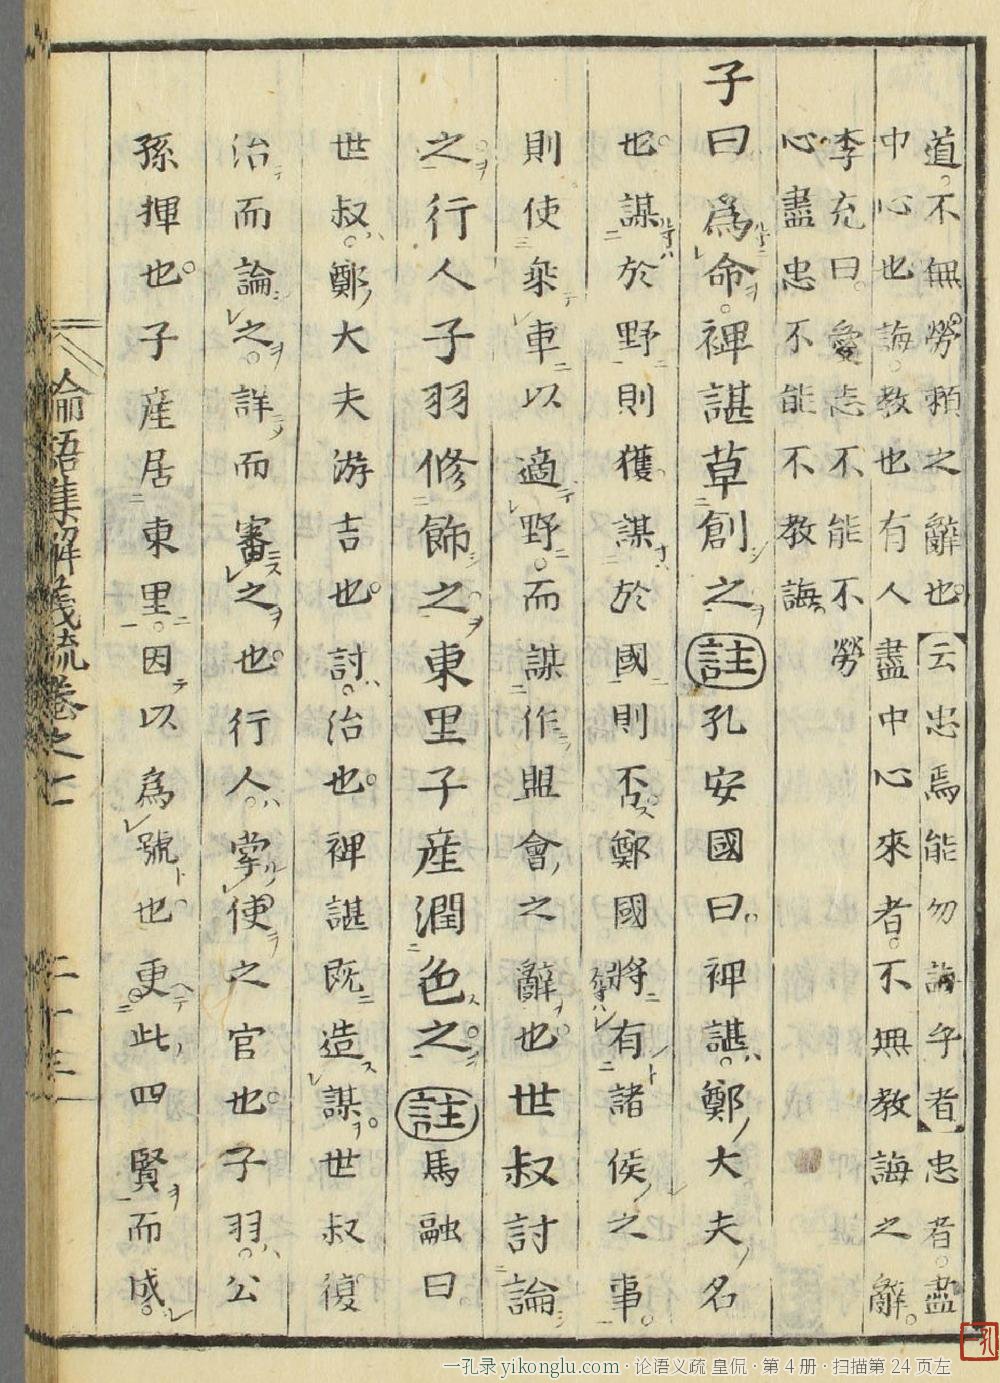 道不無勞賴之辭也云忠焉能勿誨乎者忠者盡
中心也誨教也有人盡中心來者不無教誨之辭
李充曰愛志不能不勞
心盡忠不能不教誨
子曰爲命裨諶草創之註孔安國曰裨諶鄭大夫名
也謀於野則獲謀於國則否鄭國將有諸侯之事
則使乗車以適野而謀作盟會之辭也世叔討論
之行人子羽修飾之東里子産潤色之註馬融曰
世叔鄭大夫游吉也討治也裨諶既造謀世叔復
治而論之詳而審之也行人掌使之官也子羽公
孫揮也子産居東里因以爲號也更此四賢而成
論語集解義疏卷之七 二十三
一孔录 yikonglu.com · 论语义疏 皇侃 · 第 4 册 · 扫描第 24 页左
一孔